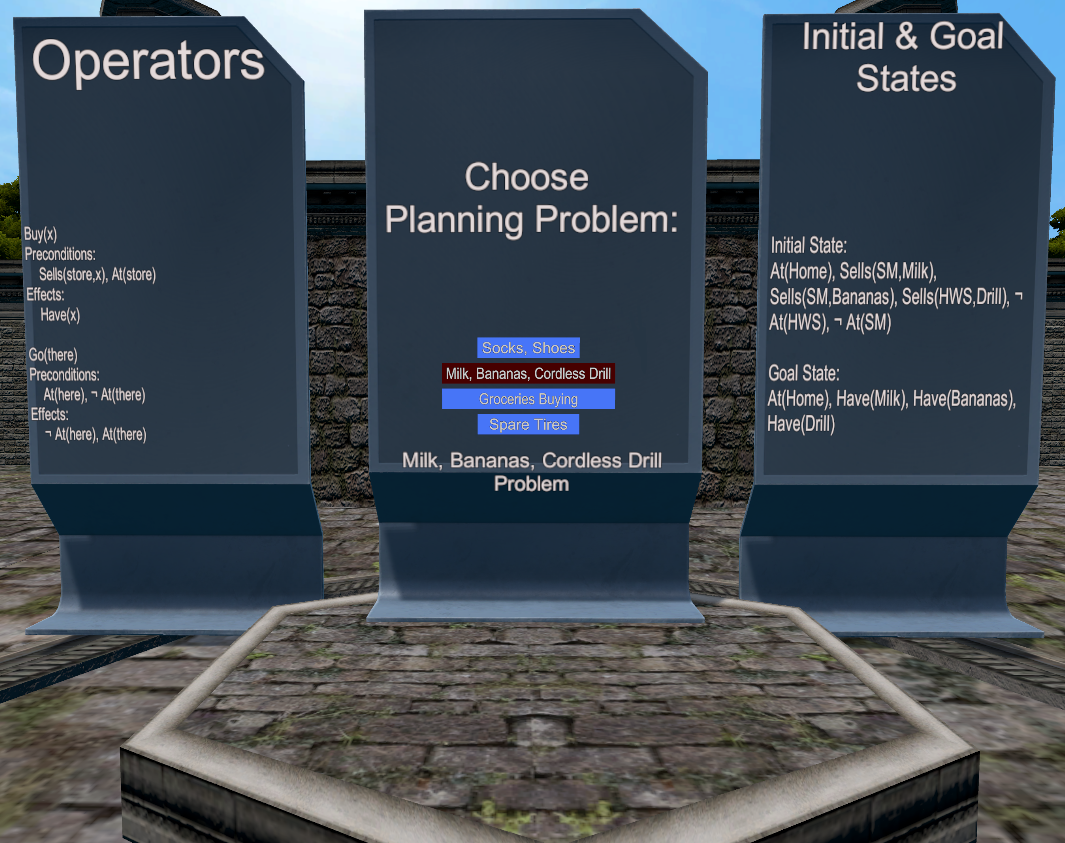 Operators
Buy(x)
Preconditions:
Sells(store,x), At(store)
Effects:
Have(x)
Go(there)
Preconditions:
At(here), ¬ At(there)
Effects:
¬ At(here), At(there)
Choose
Planning Problem:
Socks, Shoes
Milk, Bananas, Cordless Drill
Groceries Buying
Spare Tires
Milk, Bananas, Cordless Drill
Problem
Initial & Goal
States
Initial State:
At(Home), Sells(SM,Milk),
Sells(SM,Bananas), Sells(HWS,Drill), ¬
At(HWS), ¬ At(SM)
Goal State:
At(Home), Have(Milk), Have(Bananas),
Have(Drill)